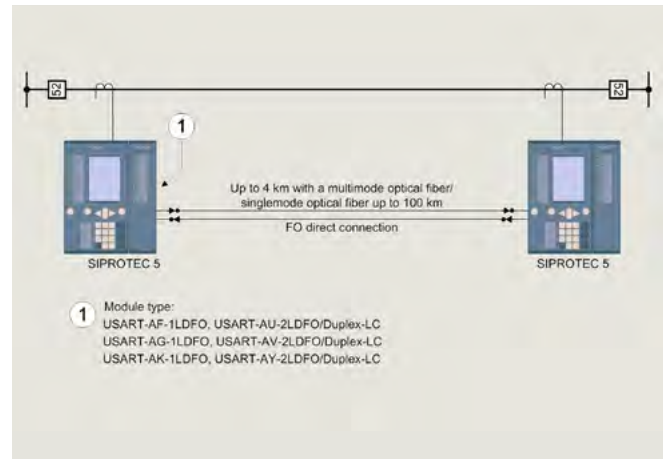 52
52
1
Up to 4 km with a multimode optical fiber/
singlemode optical fiber up to 100 km
FO direct connection
SIPROTEC 5
SIPROTEC 5
1
Module type:
USART-AF-1LDFO, USART-AU-2LDFO/Duplex-LC
USART-AG-1LDFO, USART-AV-2LDFO/Duplex-LC
USART-AK-1LDFO, USART-AY-2LDFO/Duplex-LC